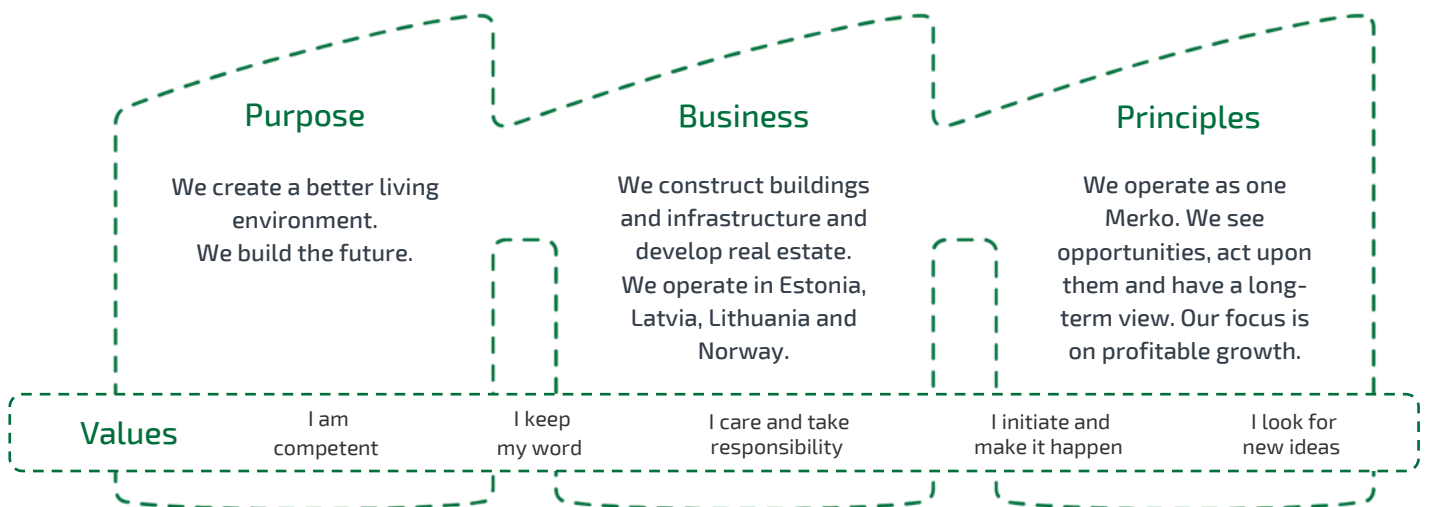 Purpose
We create a better living
environment.
We build the future.
Business
We construct buildings
and infrastructure and
develop real estate.
We operate in Estonia,
Latvia, Lithuania and
Norway.
Principles
We operate as one
Merko. We see
opportunities, act upon
them and have a long-
term view. Our focus is
on profitable growth.
Values
I am
competent
I keep
my word
I care and take
responsibility
I initiate and
make it happen
I look for
new ideas